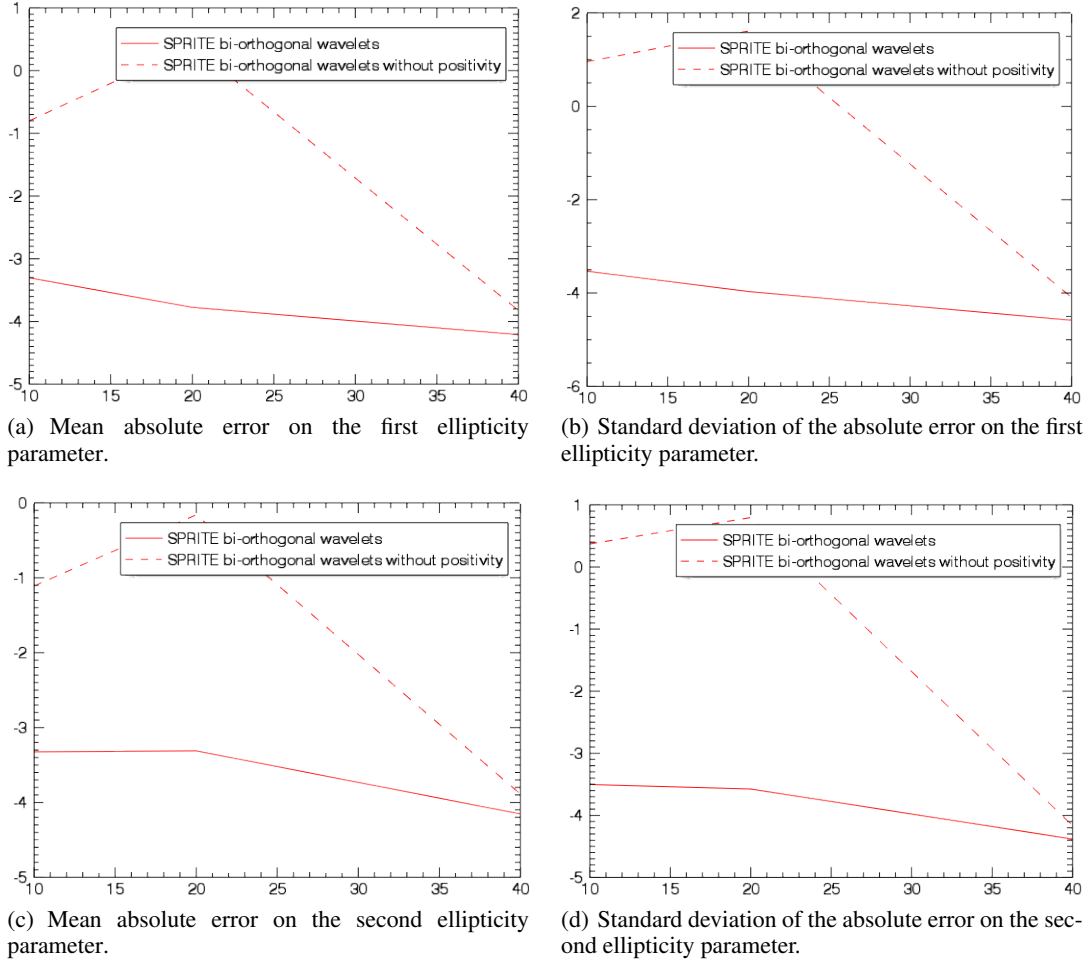 1
0
-1
-2
-3
-4
-5
10 15 20 25 30 35 40
SPRITE bi-orthogonal wavelets
SPRITE bi-orthogonal wavelets without positivity
(a) Mean absolute error on the first ellipticity
parameter.
2
0
-2
-4
-6
10 15 20 25 30 35 40
SPRITE bi-orthogonal wavelets
SPRITE bi-orthogonal wavelets without positivity
(b) Standard deviation of the absolute error on the first
ellipticity parameter.
0
-1
-2
-3
-4
-5
10 15 20 25 30 35 40
SPRITE bi-orthogonal wavelets
SPRITE bi-orthogonal wavelets without positivity
(c) Mean absolute error on the second ellipticity
parameter.
1
0
-1
-2
-3
-4
-5
10 15 20 25 30 35 40
SPRITE bi-orthogonal wavelets
SPRITE bi-orthogonal wavelets without positivity
(d) Standard deviation of the absolute error on the sec-
ond ellipticity parameter.